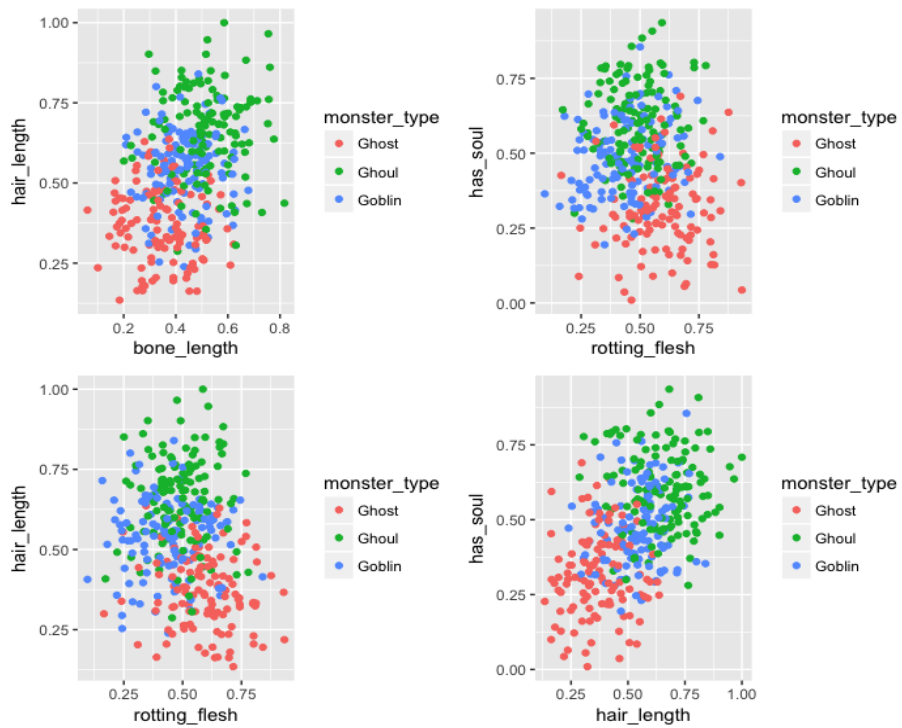 1.00
0.75
0.50
0.25
hair_length
0.2 0.4 0.6 0.8
bone_length
monster_type
Ghost
Ghoul
Goblin
0.75
0.50
0.25
0.00
has_soul
0.25 0.50 0.75
rotting_flesh
monster_type
Ghost
Ghoul
Goblin
1.00
0.75
0.50
0.25
hair_length
0.25 0.50 0.75
rotting_flesh
monster_type
Ghost
Ghoul
Goblin
0.75
0.50
0.25
0.00
has_soul
0.25 0.50 0.75 1.00
hair_length
monster_type
Ghost
Ghoul
Goblin